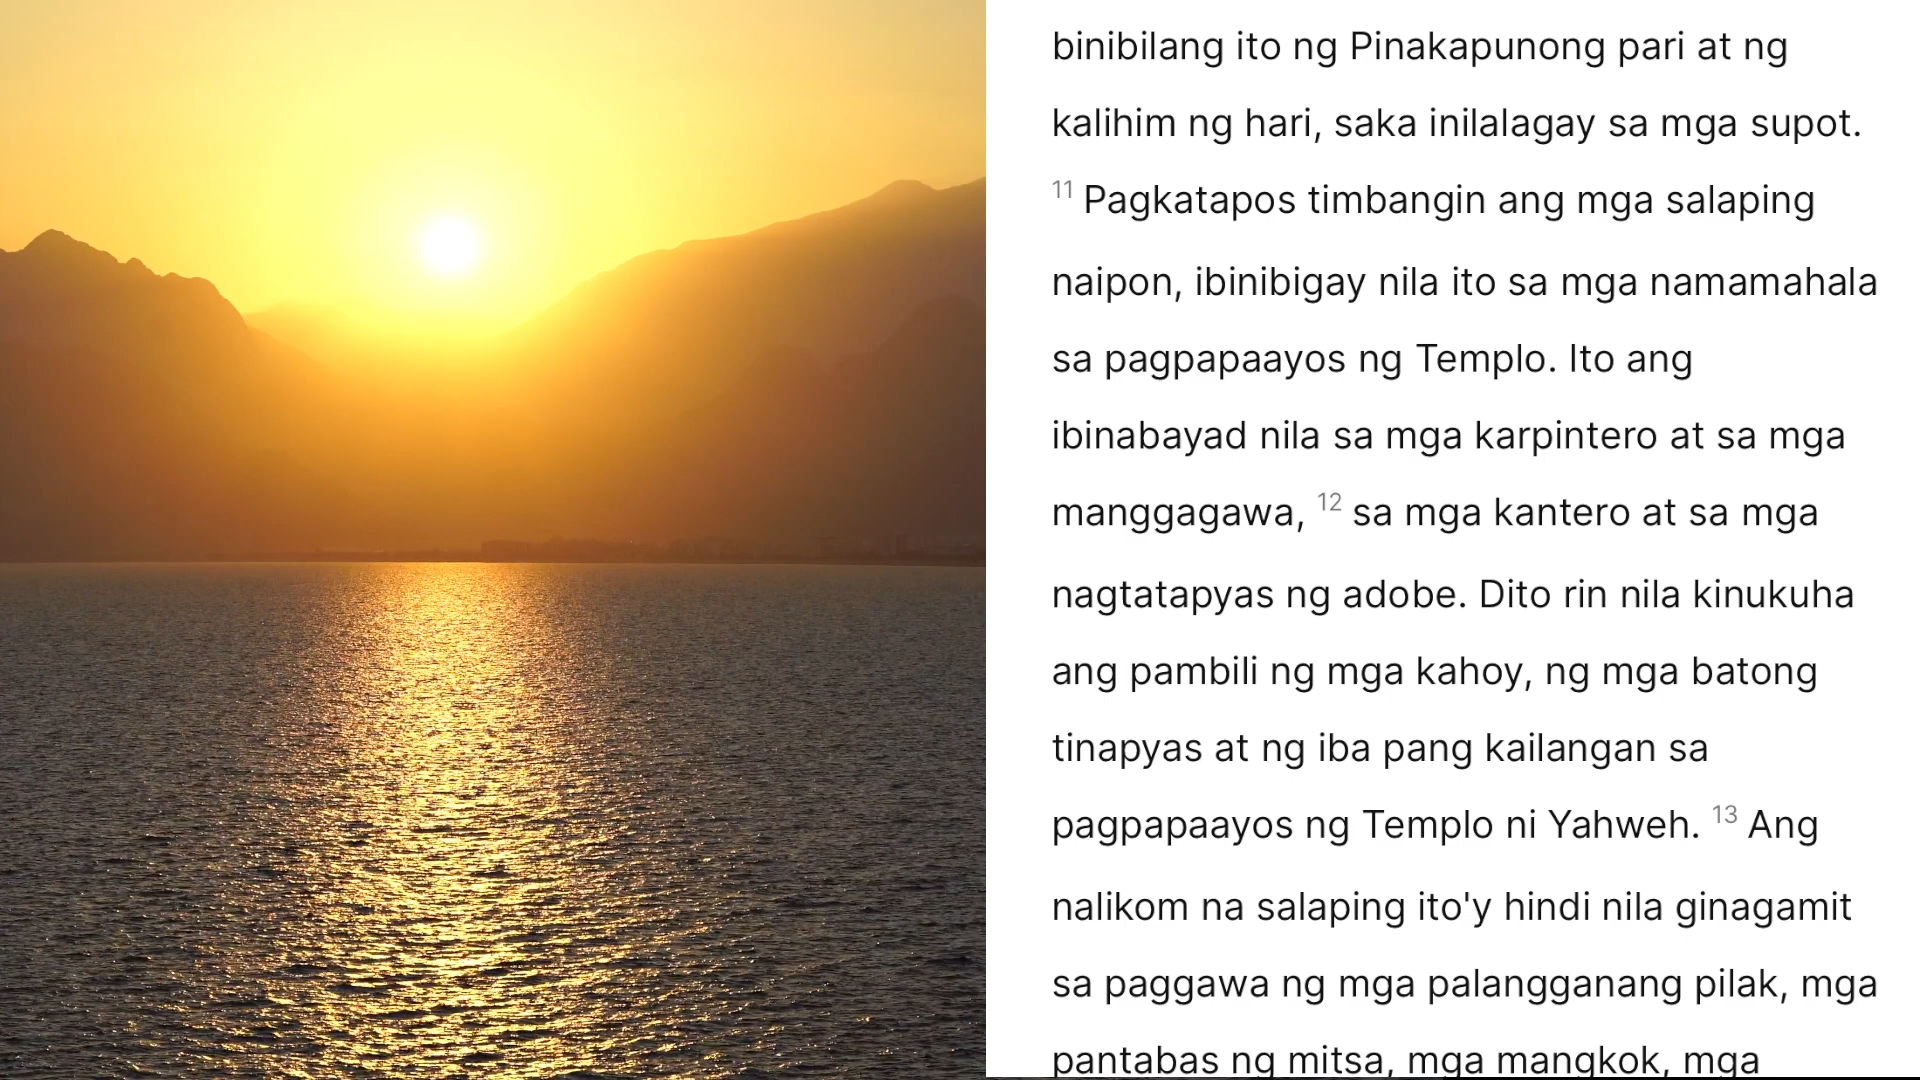 binibilang ito ng Pinakapunong pari at ng
kalihim ng hari, saka inilalagay sa mga supot.
11 Pagkatapos timbangin ang mga salaping
naipon, ibinibigay nila ito sa mga namamahala
sa pagpapaayos ng Templo. Ito ang
ibinabayad nila sa mga karpintero at sa mga
manggagawa, 12 sa mga kantero at sa mga
nagtatapyas ng adobe. Dito rin nila kinukuha
ang pambili ng mga kahoy, ng mga batong
tinapyas at ng iba pang kailangan sa
pagpapaayos ng Templo ni Yahweh. 13 Ang
nalikom na salaping ito'y hindi nila ginagamit
sa paggawa ng mga palangganang pilak, mga
pantabas ng mitsa, mga mangkok, mga